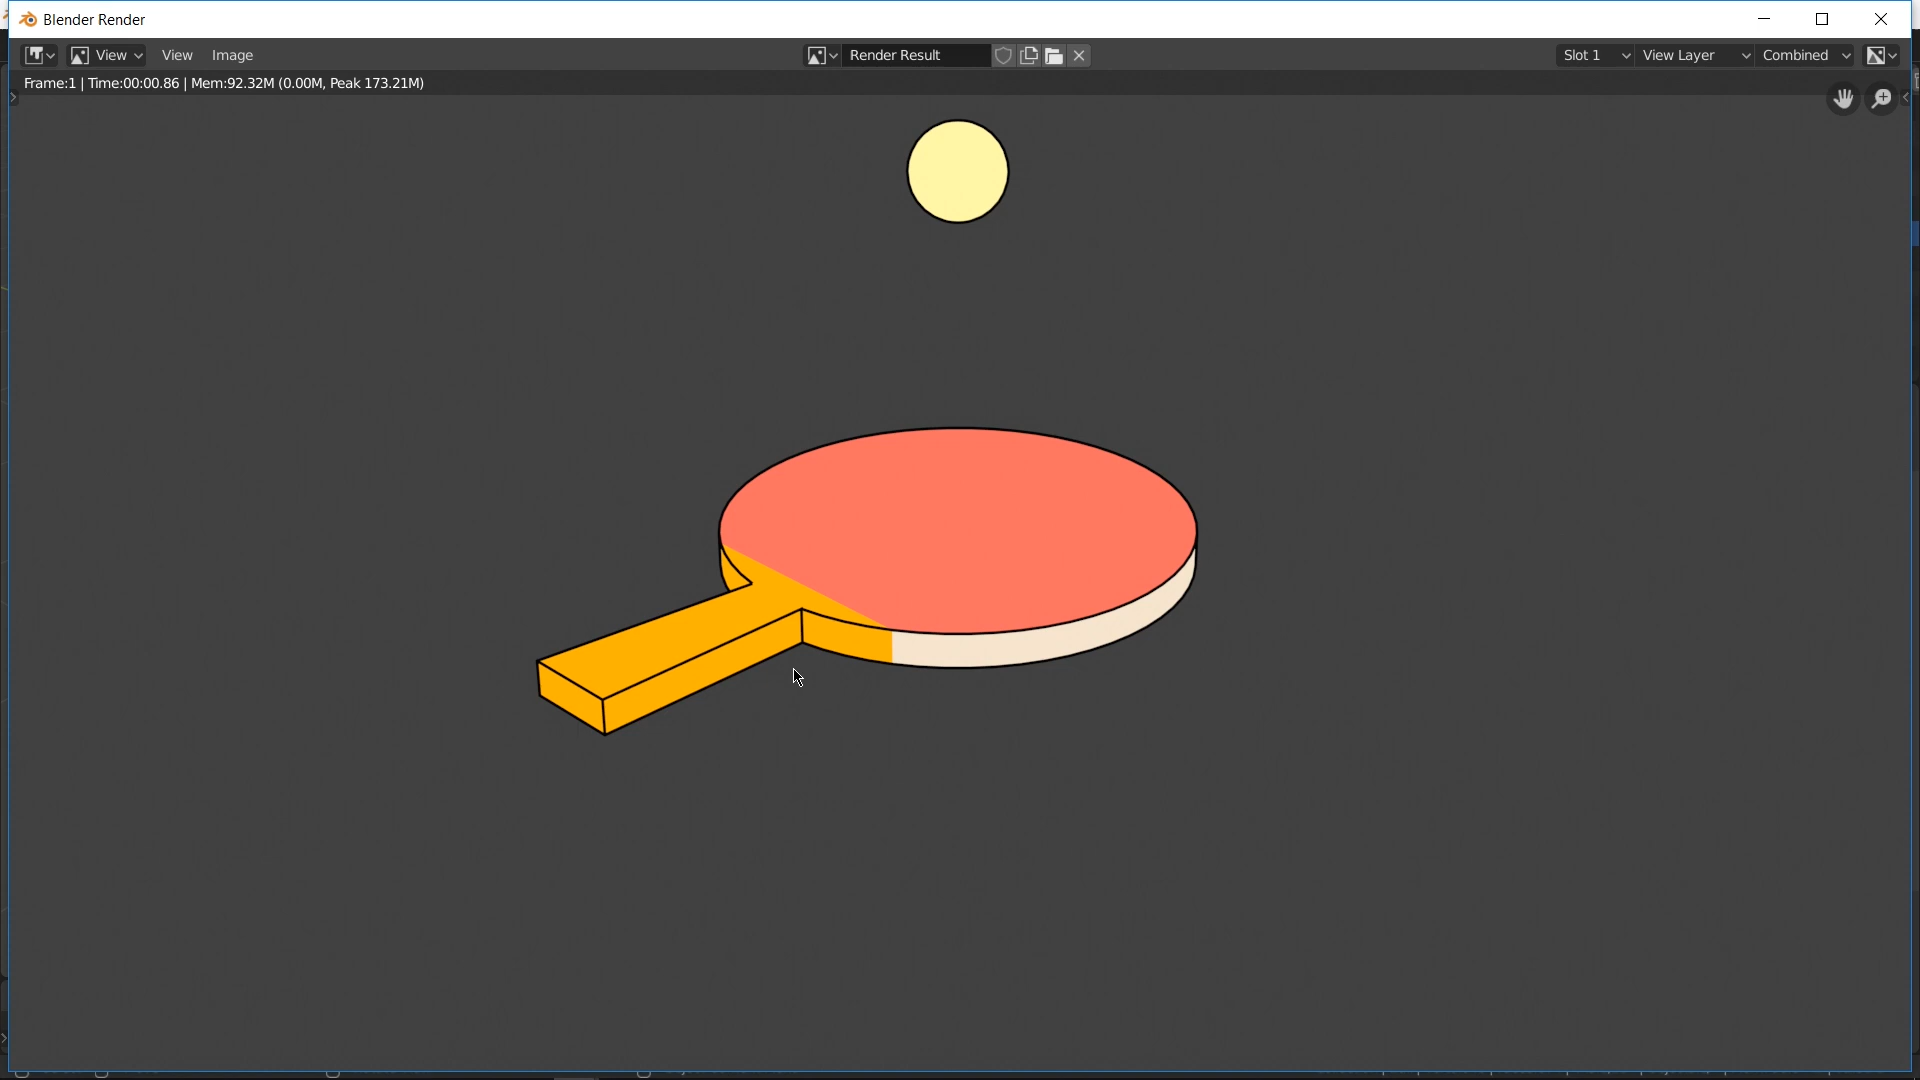 Blender Render
View View Image Render Result Slot 1 View Layer Combined
Frame:1 | Time:00:00.86 | Mem:92.32M (0.00M, Peak 173.21M)